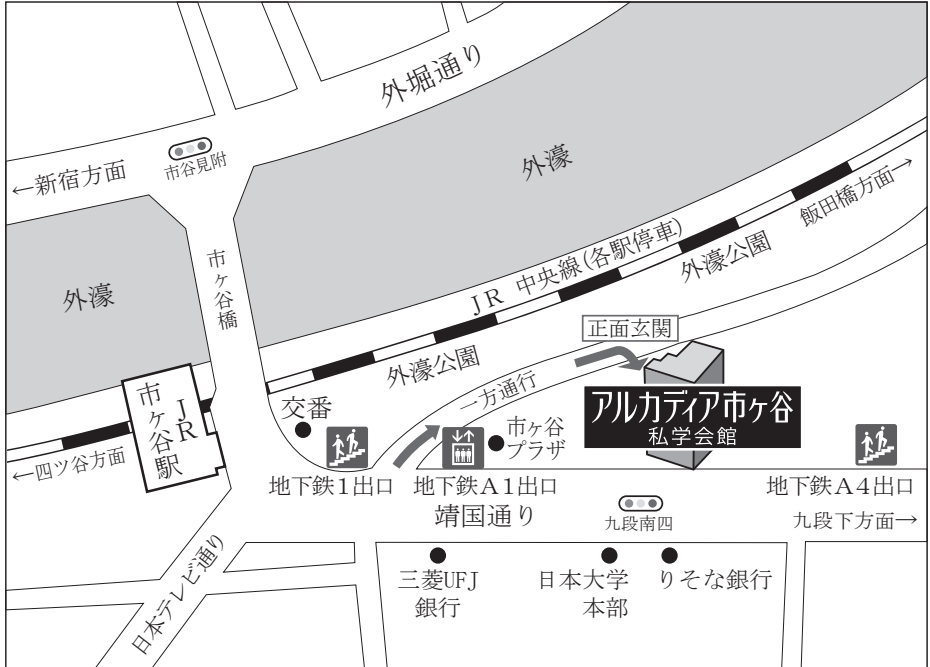 外堀通り
市谷見附
←新宿方面
外濠
飯田橋方面→
市ヶ谷橋
外濠
JR 中央線(各駅停車)
外濠公園
正面玄関
外濠公園
一方通行
アルカディア市ヶ谷
私学会館
JR
市ヶ谷駅
交番
市ヶ谷
プラザ
←四ツ谷方面
地下鉄1出口
地下鉄A1出口
地下鉄A4出口
靖国通り
九段南四
九段下方面→
日本テレビ通り
三菱UFJ
銀行
日本大学
本部
りそな銀行